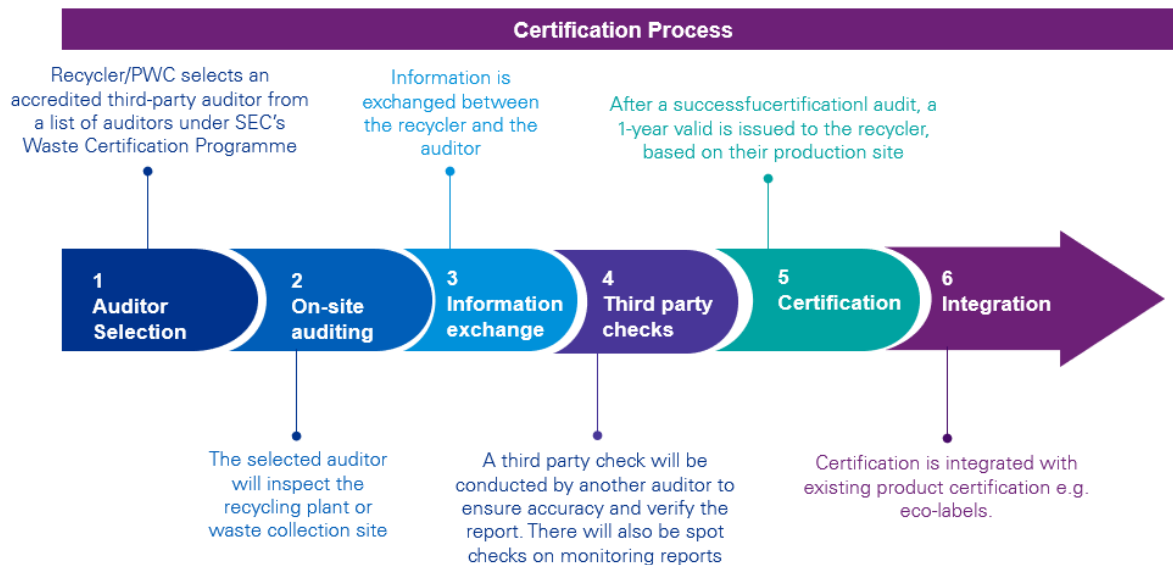 Certification Process
Recycler/PWC selects an
accredited third-party auditor from
a list of auditors under SEC's
Waste Certification Programme
Information is
exchanged between
the recycler and the
auditor
After a successfucertificationl audit, a
1-year valid is issued to the recycler,
based on their production site
1
Auditor
Selection
2
On-site
auditing
3
Information
exchange
4
Third party
checks
5
Certification
6
Integration
The selected auditor
will inspect the
recycling plant or
waste collection site
A third party check will be
conducted by another auditor to
ensure accuracy and verify the
report. There will also be spot
checks on monitoring reports
Certification is integrated with
existing product certification e.g.
eco-labels.